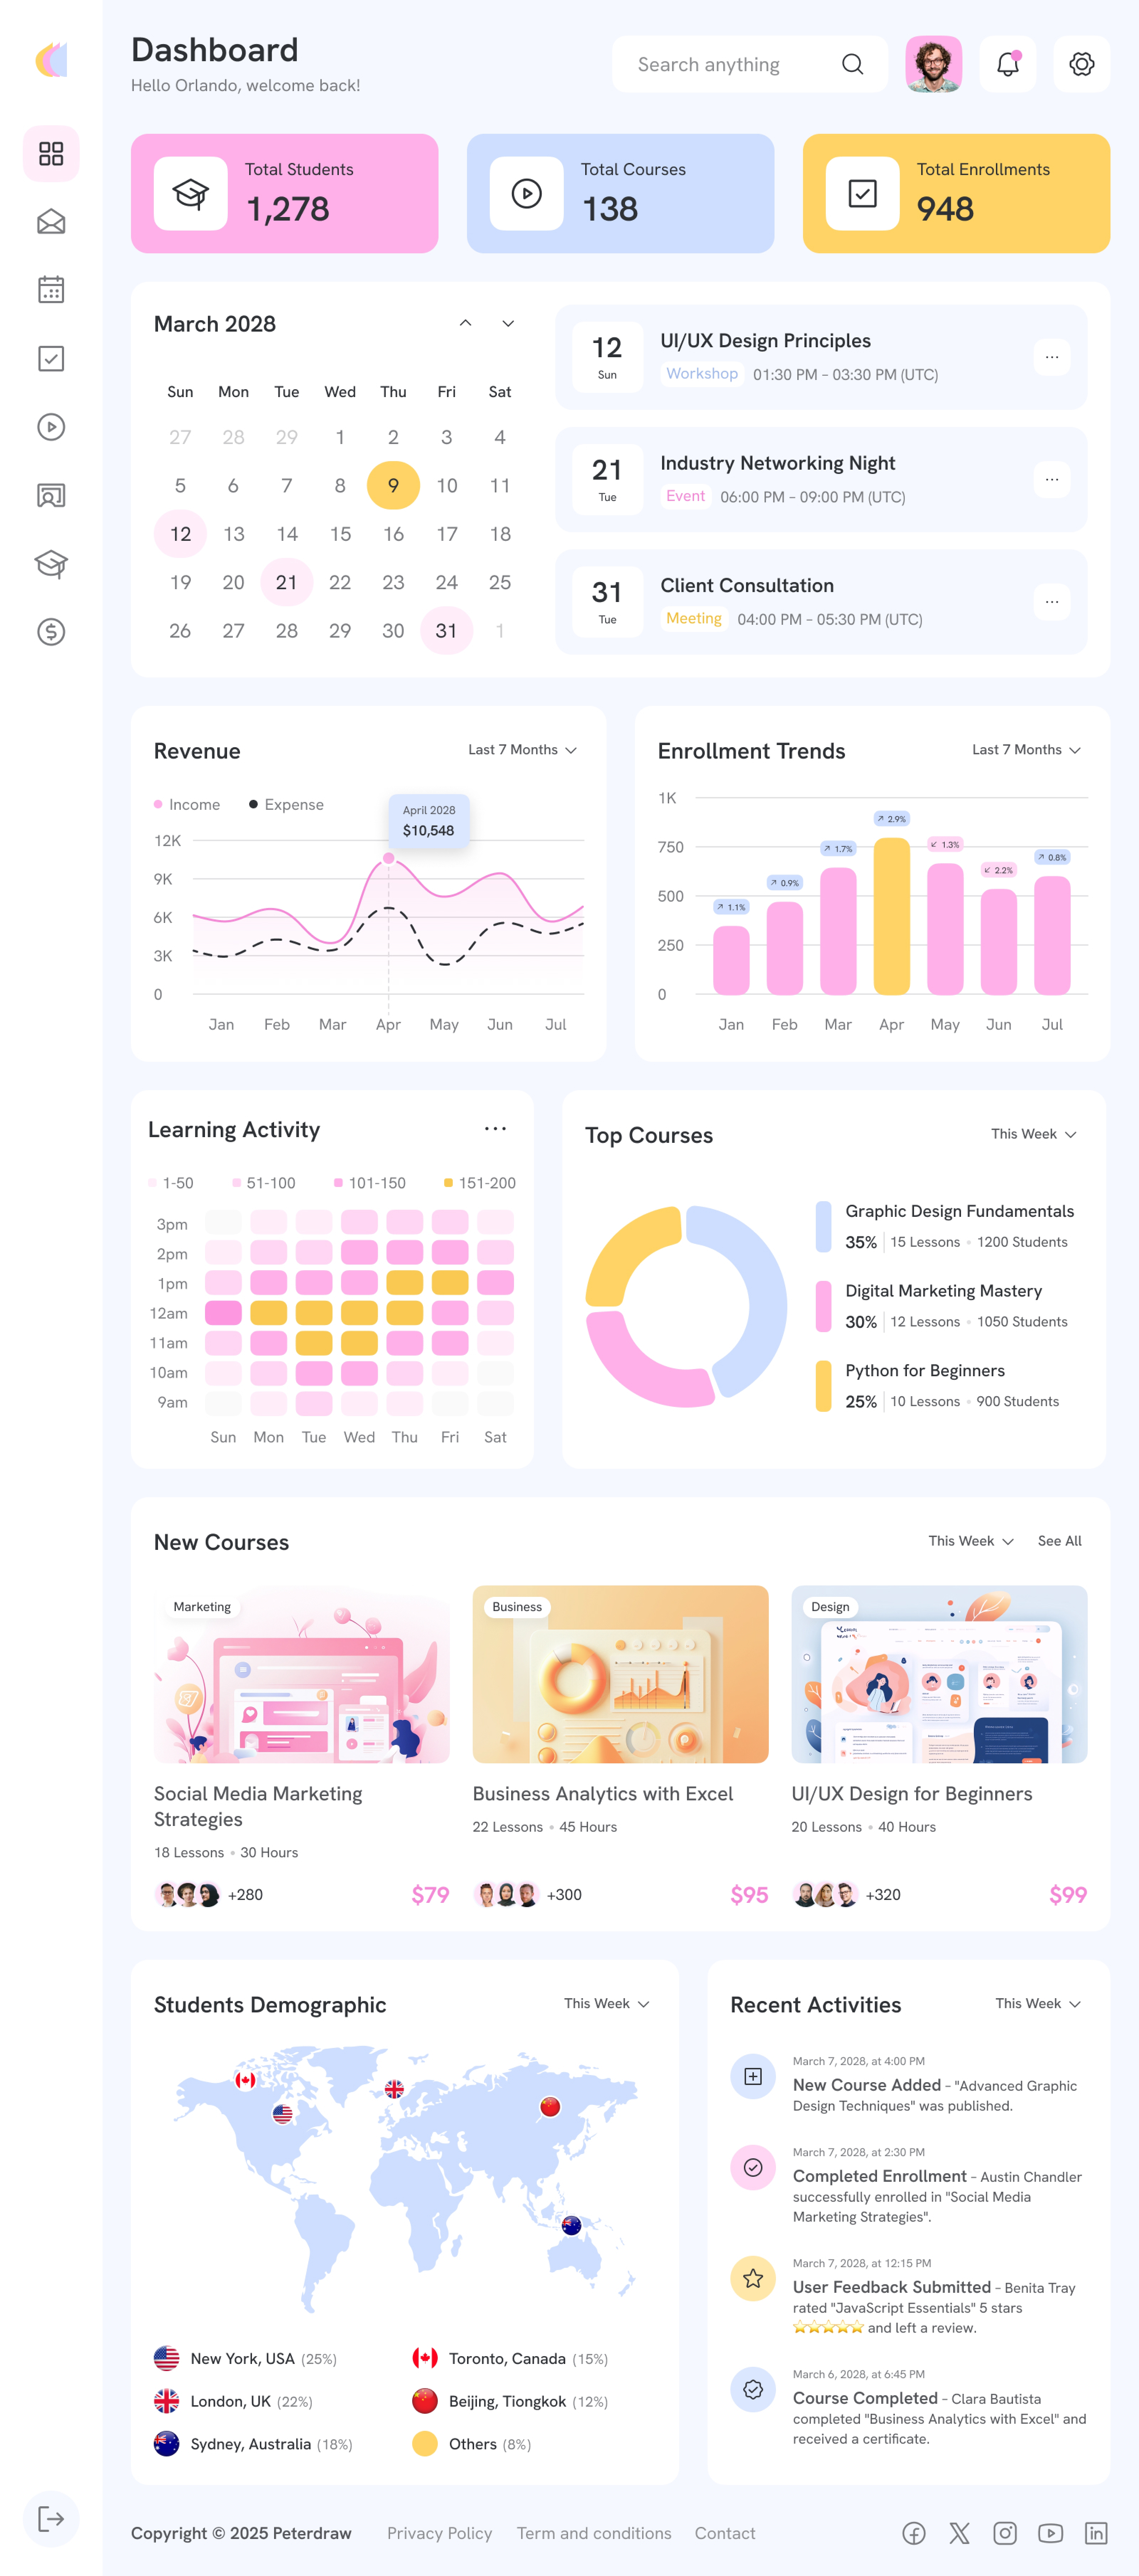 Dashboard
Hello Orlando, welcome back!
Search anything
Total Students
1,278
Total Courses
138
Total Enrollments
948
March 2028
Sun Mon Tue Wed Thu Fri Sat
27 28 29 1 2 3 4
5 6 7 8 9 10 11
12 13 14 15 16 17 18
19 20 21 22 23 24 25
26 27 28 29 30 31 1
12
Sun
UI/UX Design Principles
Workshop 01:30 PM – 03:30 PM (UTC)
21
Tue
Industry Networking Night
Event 06:00 PM – 09:00 PM (UTC)
31
Tue
Client Consultation
Meeting 04:00 PM – 05:30 PM (UTC)
Revenue
Last 7 Months
Income Expense
April 2028
$10,548
12K
9K
6K
3K
0
Jan Feb Mar Apr May Jun Jul
Enrollment Trends
Last 7 Months
1K
750
500
250
0
1.1%
0.9%
1.7%
2.9%
1.3%
2.2%
0.8%
Jan Feb Mar Apr May Jun Jul
Learning Activity
1-50 51-100 101-150 151-200
3pm
2pm
1pm
12am
11am
10am
9am
Sun Mon Tue Wed Thu Fri Sat
Top Courses
This Week
Graphic Design Fundamentals
35% 15 Lessons • 1200 Students
Digital Marketing Mastery
30% 12 Lessons • 1050 Students
Python for Beginners
25% 10 Lessons • 900 Students
New Courses
This Week
See All
Marketing
Social Media Marketing
Strategies
18 Lessons • 30 Hours
+280
$79
Business
Business Analytics with Excel
22 Lessons • 45 Hours
+300
$95
Design
UI/UX Design for Beginners
20 Lessons • 40 Hours
+320
$99
Students Demographic
This Week
New York, USA (25%)
Toronto, Canada (15%)
London, UK (22%)
Beijing, Tiongkok (12%)
Sydney, Australia (18%)
Others (8%)
Recent Activities
This Week
March 7, 2028, at 4:00 PM
New Course Added – "Advanced Graphic
Design Techniques" was published.
March 7, 2028, at 2:30 PM
Completed Enrollment – Austin Chandler
successfully enrolled in "Social Media
Marketing Strategies".
March 7, 2028, at 12:15 PM
User Feedback Submitted – Benita Tray
rated "JavaScript Essentials" 5 stars
⭐⭐⭐⭐⭐ and left a review.
March 6, 2028, at 6:45 PM
Course Completed – Clara Bautista
completed "Business Analytics with Excel" and
received a certificate.
Copyright © 2025 Peterdraw
Privacy Policy
Term and conditions
Contact